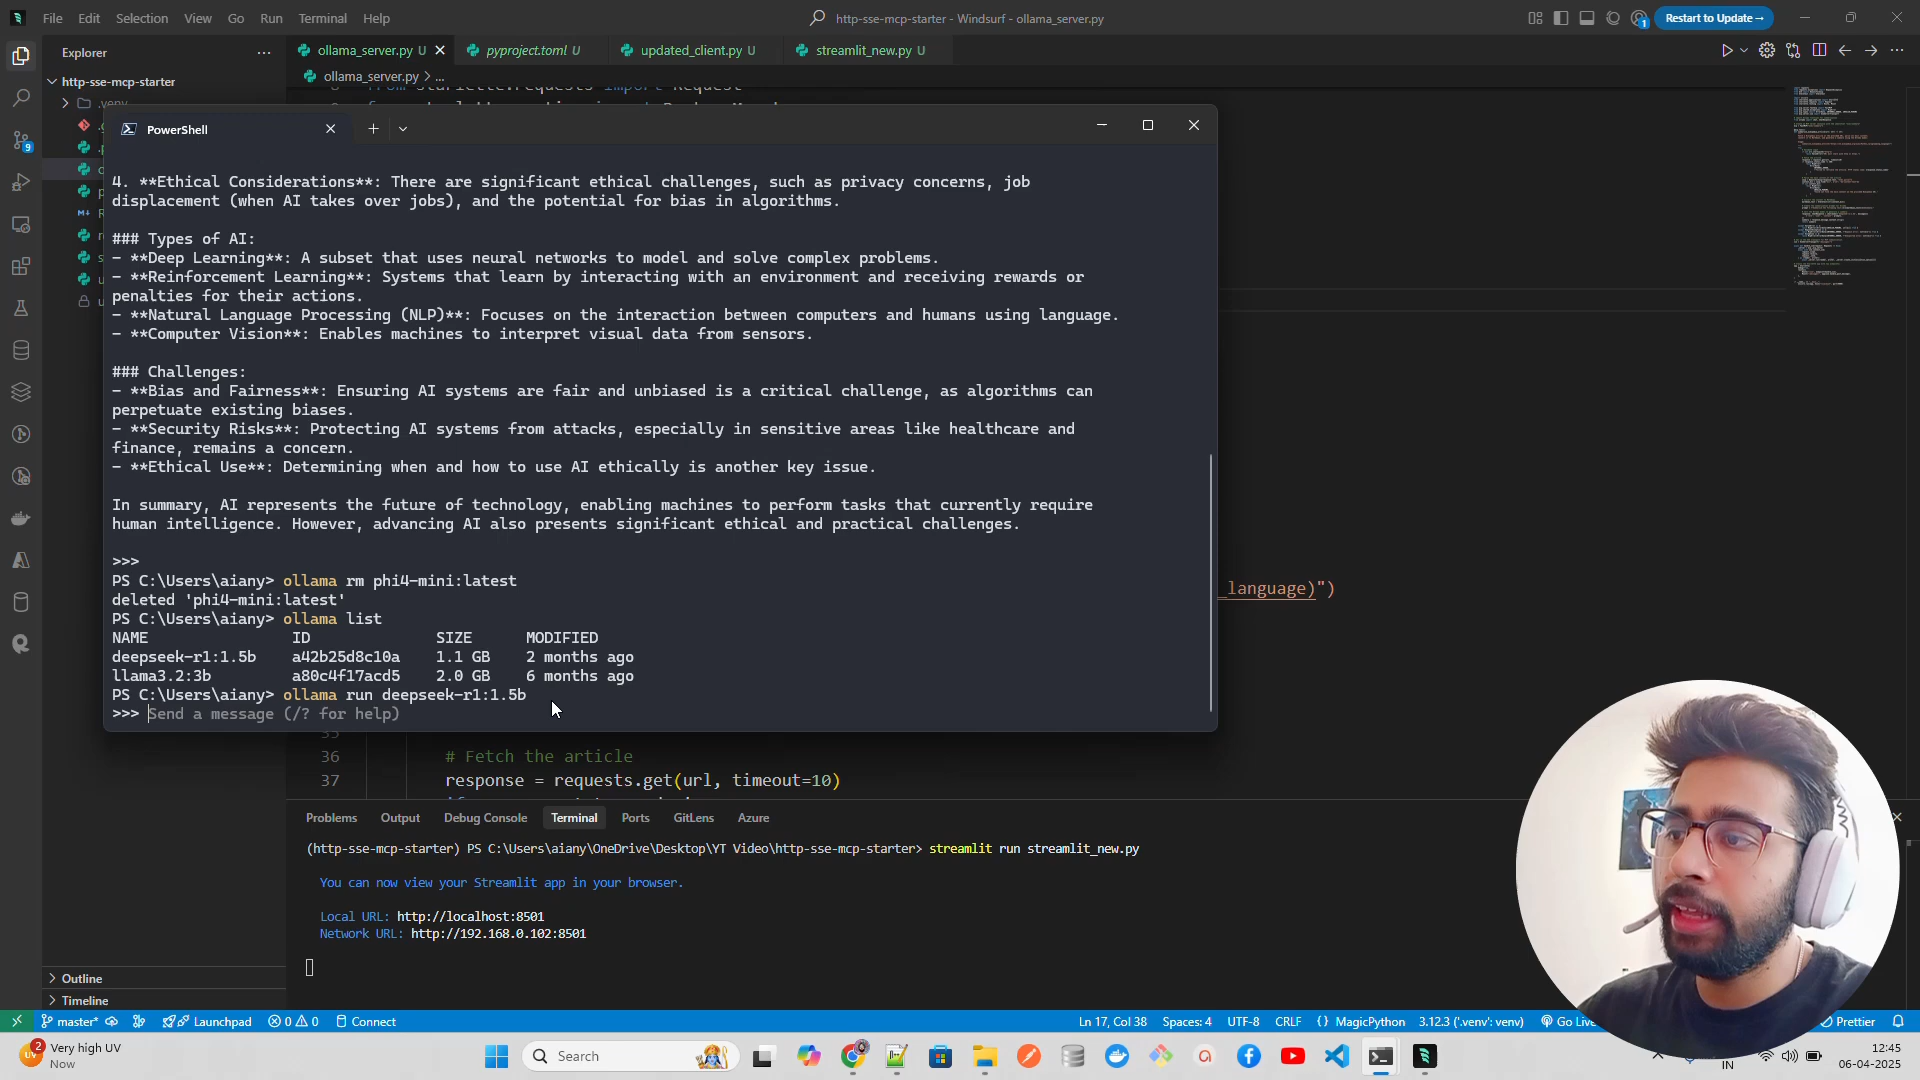 File Edit Selection View Go Run Terminal Help
http-sse-mcp-starter - Windsurf - ollama_server.py
Restart to Update →
Explorer
ollama_server.py U
pyproject.toml U
updated_client.py U
streamlit_new.py U
http-sse-mcp-starter
ollama_server.py > ...
.venv
PowerShell
4. **Ethical Considerations**: There are significant ethical challenges, such as privacy concerns, job
displacement (when AI takes over jobs), and the potential for bias in algorithms.
### Types of AI:
- **Deep Learning**: A subset that uses neural networks to model and solve complex problems.
- **Reinforcement Learning**: Systems that learn by interacting with an environment and receiving rewards or
penalties for their actions.
- **Natural Language Processing (NLP)**: Focuses on the interaction between computers and humans using language.
- **Computer Vision**: Enables machines to interpret visual data from sensors.
### Challenges:
- **Bias and Fairness**: Ensuring AI systems are fair and unbiased is a critical challenge, as algorithms can
perpetuate existing biases.
- **Security Risks**: Protecting AI systems from attacks, especially in sensitive areas like healthcare and
finance, remains a concern.
- **Ethical Use**: Determining when and how to use AI ethically is another key issue.
In summary, AI represents the future of technology, enabling machines to perform tasks that currently require
human intelligence. However, advancing AI also presents significant ethical and practical challenges.
>>>
PS C:\Users\aiany> ollama rm phi4-mini:latest
deleted 'phi4-mini:latest'
PS C:\Users\aiany> ollama list
NAME ID SIZE MODIFIED
deepseek-r1:1.5b a42b25d8c10a 1.1 GB 2 months ago
llama3.2:3b a80c4f17acd5 2.0 GB 6 months ago
PS C:\Users\aiany> ollama run deepseek-r1:1.5b
>>> Send a message (/? for help)
_language)")
35
36 # Fetch the article
37 response = requests.get(url, timeout=10)
Problems Output Debug Console Terminal Ports GitLens Azure
(http-sse-mcp-starter) PS C:\Users\aiany\OneDrive\Desktop\YT Video\http-sse-mcp-starter> streamlit run streamlit_new.py
You can now view your Streamlit app in your browser.
Local URL: http://localhost:8501
Network URL: http://192.168.0.102:8501
Outline
Timeline
master* Launchpad 0 0 Connect
Ln 17, Col 38 Spaces: 4 UTF-8 CRLF { } MagicPython 3.12.3 ('.venv': venv) Go Live Prettier
2 Very high UV
Now
Search
IN
12:45
06-04-2025